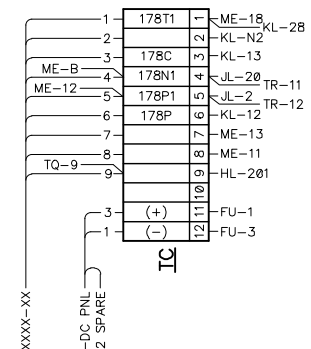 1 178T1 1 ME-18
KL-28
2 2 KL-N2
3 178C 3 KL-13
ME-B
4 178N1 4 JL-20
TR-11
ME-12
5 178P1 5 JL-2
TR-12
6 178P 6 KL-12
7 7 ME-13
8 8 ME-11
TQ-9
9 9 HL-201
10
3 (+) 11 FU-1
1 (-) 12 FU-3
TC
XXXX-XX
-DC PNL
2 SPARE